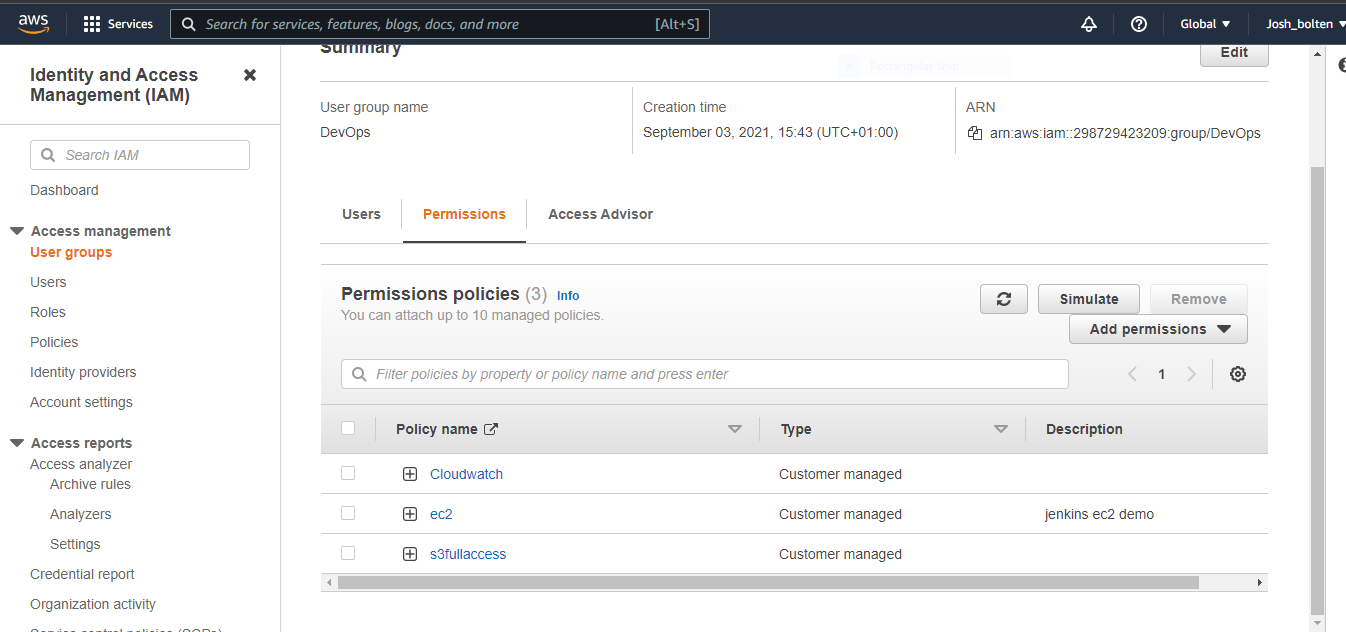 aws
Services
Search for services, features, blogs, docs, and more [Alt+S]
Global
Josh_bolten
Identity and Access
Management (IAM)
Search IAM
Dashboard
Access management
User groups
Users
Roles
Policies
Identity providers
Account settings
Access reports
Access analyzer
Archive rules
Analyzers
Settings
Credential report
Organization activity
Service control policies (SCPs)
Summary
Edit
Rectangular Snip
User group name
DevOps
Creation time
September 03, 2021, 15:43 (UTC+01:00)
ARN
arn:aws:iam::298729423209:group/DevOps
Users
Permissions
Access Advisor
Permissions policies (3) Info
You can attach up to 10 managed policies.
Simulate
Remove
Add permissions
Filter policies by property or policy name and press enter
1
Policy name Type Description
Cloudwatch Customer managed
ec2 Customer managed jenkins ec2 demo
s3fullaccess Customer managed